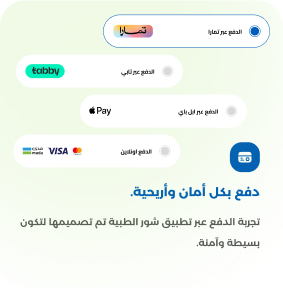 الدفع عبر تمارا تمارا
الدفع عبر تابي tabby
الدفع عبر ابل باي Pay
الدفع اونلاين مدى mada VISA
دفع بكل أمان وأريحية.
تجربة الدفع عبر تطبيق شور الطبية تم تصميمها لتكون
بسيطة وآمنة.